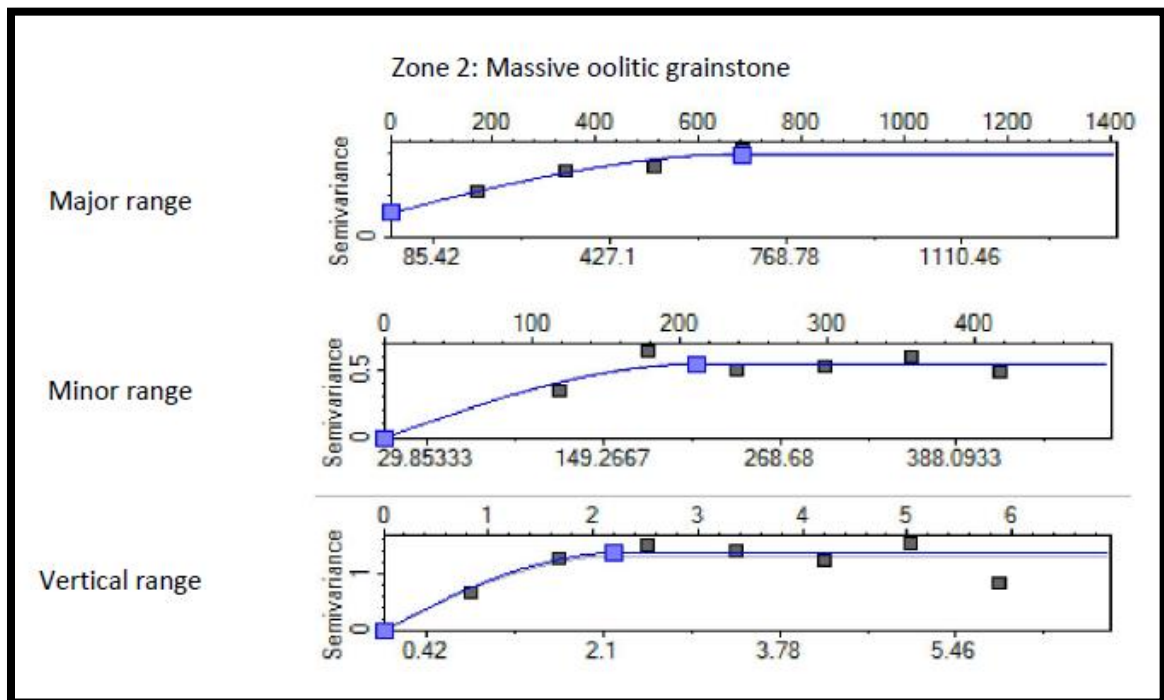 Zone 2: Massive oolitic grainstone
Major range
0 200 400 600 800 1000 1200 1400
Semivariance
0
85.42 427.1 768.78 1110.46
Minor range
0 100 200 300 400
Semivariance
0 0.5
29.85333 149.2667 268.68 388.0933
Vertical range
0 1 2 3 4 5 6
Semivariance
0 1
0.42 2.1 3.78 5.46